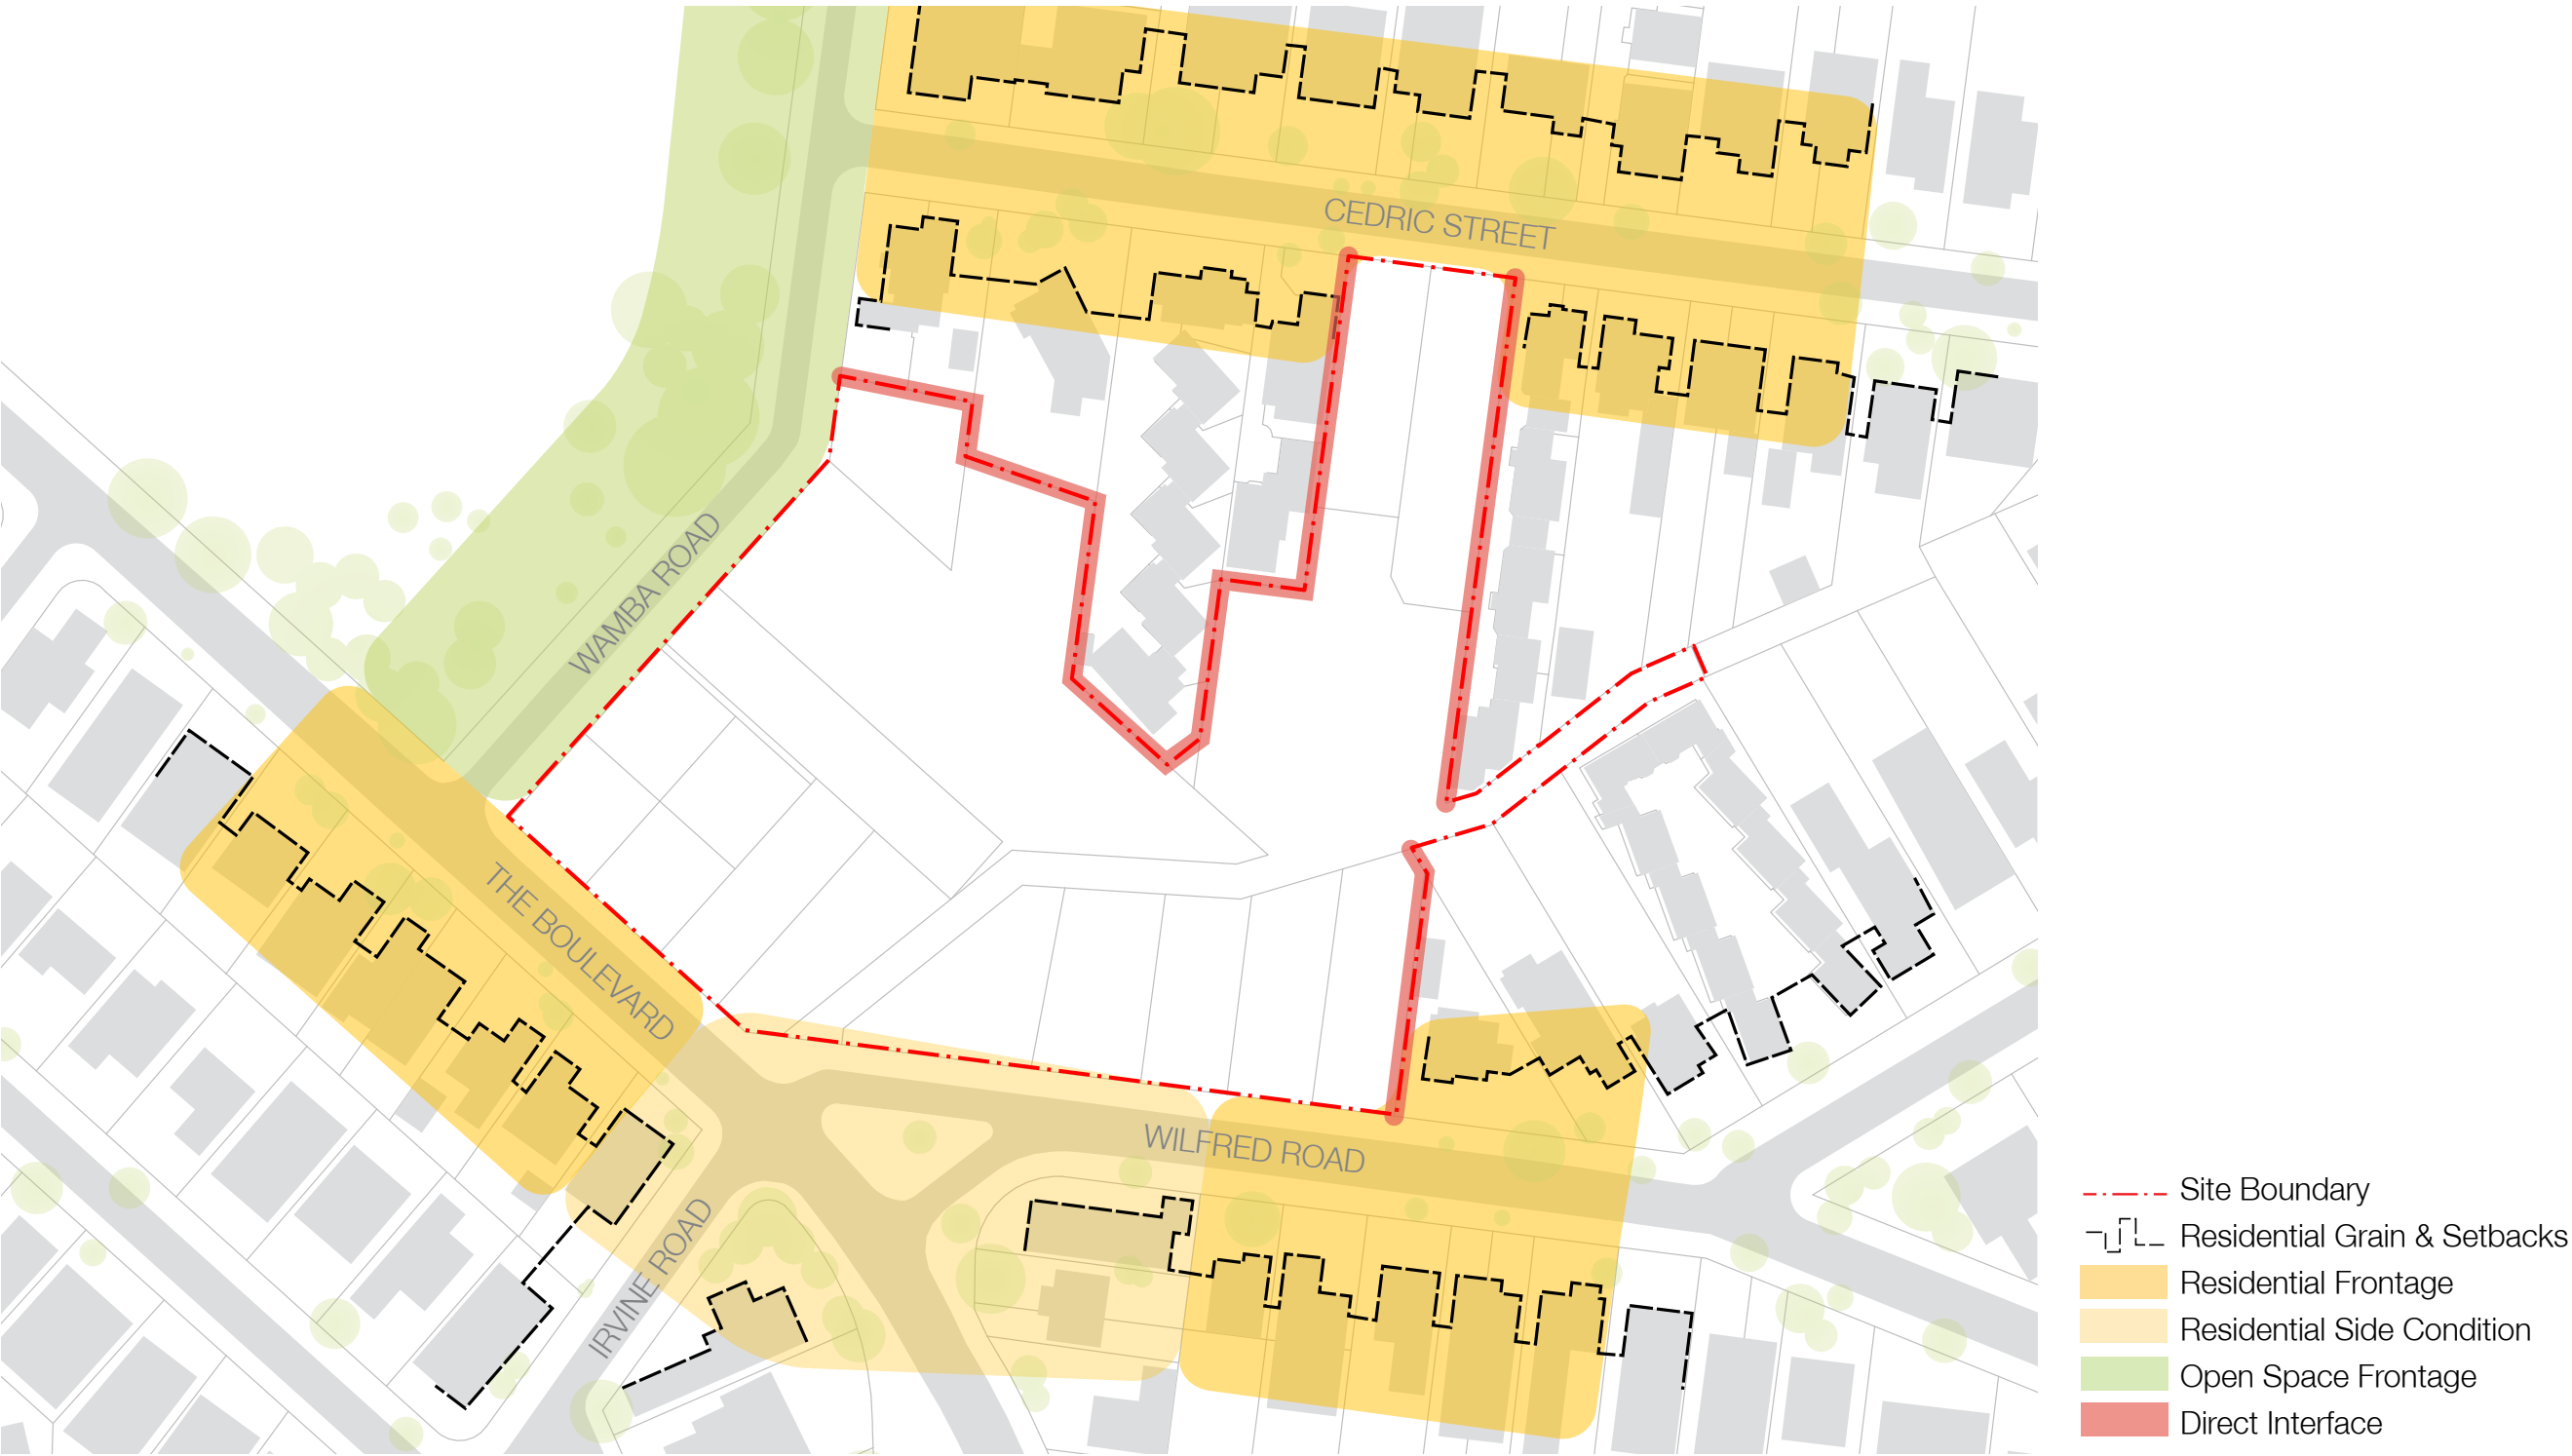 CEDRIC STREET
WAMBA ROAD
THE BOULEVARD
WILFRED ROAD
IRVINE ROAD
Site Boundary
Residential Grain & Setbacks
Residential Frontage
Residential Side Condition
Open Space Frontage
Direct Interface